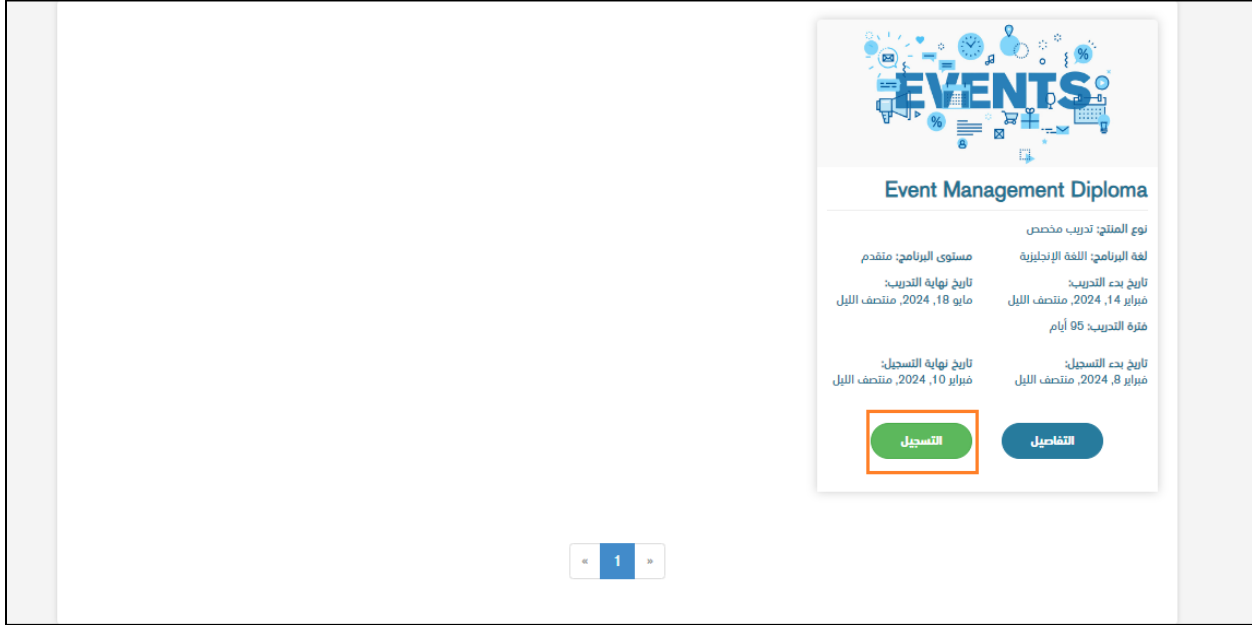 EVENTS
Event Management Diploma
نوع المنتج: تدريب مخصص
لغة البرنامج: اللغة الإنجليزية
مستوى البرنامج: متقدم
تاريخ بدء التدريب:
فبراير 14, 2024, منتصف الليل
تاريخ نهاية التدريب:
مايو 18, 2024, منتصف الليل
فترة التدريب: 95 أيام
تاريخ بدء التسجيل:
فبراير 8, 2024, منتصف الليل
تاريخ نهاية التسجيل:
فبراير 10, 2024, منتصف الليل
التفاصيل
التسجيل
« 1 »